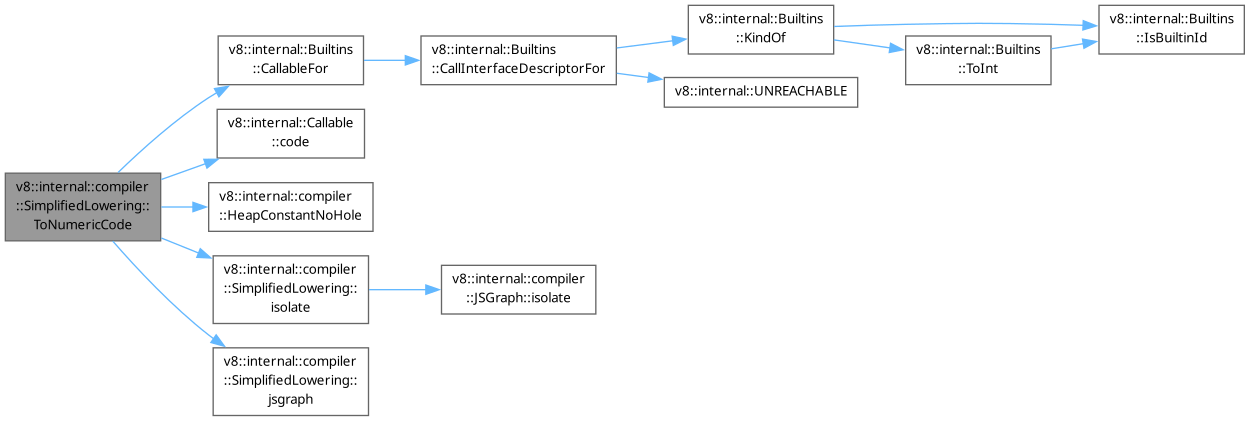 v8::internal::compiler
::SimplifiedLowering::
ToNumericCode
v8::internal::Builtins
::CallableFor
v8::internal::Builtins
::CallInterfaceDescriptorFor
v8::internal::Builtins
::KindOf
v8::internal::Builtins
::ToInt
v8::internal::Builtins
::IsBuiltinId
v8::internal::UNREACHABLE
v8::internal::Callable
::code
v8::internal::compiler
::HeapConstantNoHole
v8::internal::compiler
::SimplifiedLowering::
isolate
v8::internal::compiler
::JSGraph::isolate
v8::internal::compiler
::SimplifiedLowering::
jsgraph